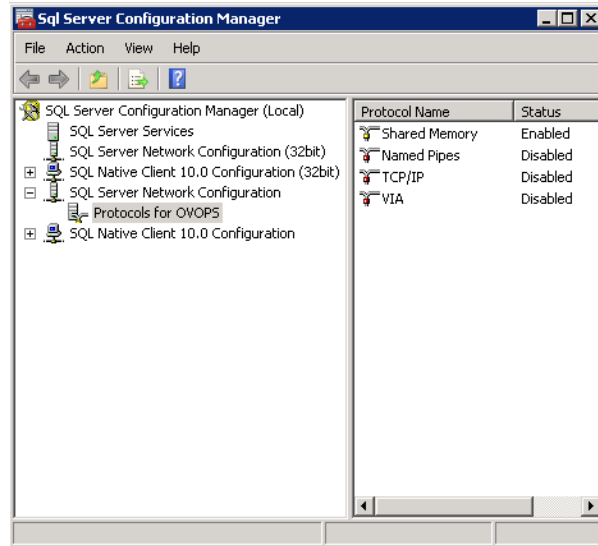 Sql Server Configuration Manager
File Action View Help
SQL Server Configuration Manager (Local)
SQL Server Services
SQL Server Network Configuration (32bit)
SQL Native Client 10.0 Configuration (32bit)
SQL Server Network Configuration
Protocols for OVOPS
SQL Native Client 10.0 Configuration
Protocol Name Status
Shared Memory Enabled
Named Pipes Disabled
TCP/IP Disabled
VIA Disabled